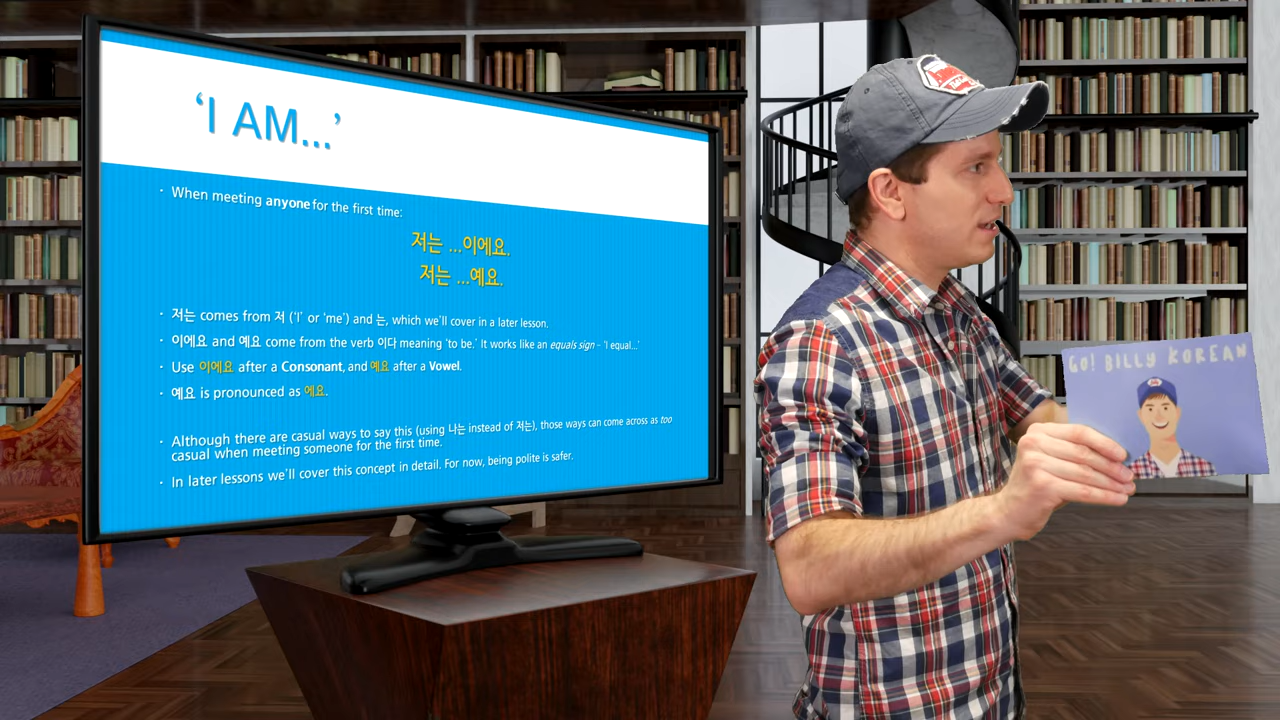 ‘I AM...’
· When meeting anyone for the first time:
저는 ...이에요.
저는 ...예요.
· 저는 comes from 저 (‘I’ or ‘me’) and 는, which we’ll cover in a later lesson.
· 이에요 and 예요 come from the verb 이다 meaning ‘to be.’ It works like an equals sign – ‘I equal...’
· Use 이에요 after a Consonant, and 예요 after a Vowel.
· 예요 is pronounced as 에요.
· Although there are casual ways to say this (using 나는 instead of 저는), those ways can come across as too
casual when meeting someone for the first time.
· In later lessons we’ll cover this concept in detail. For now, being polite is safer.
GO! BILLY KOREAN